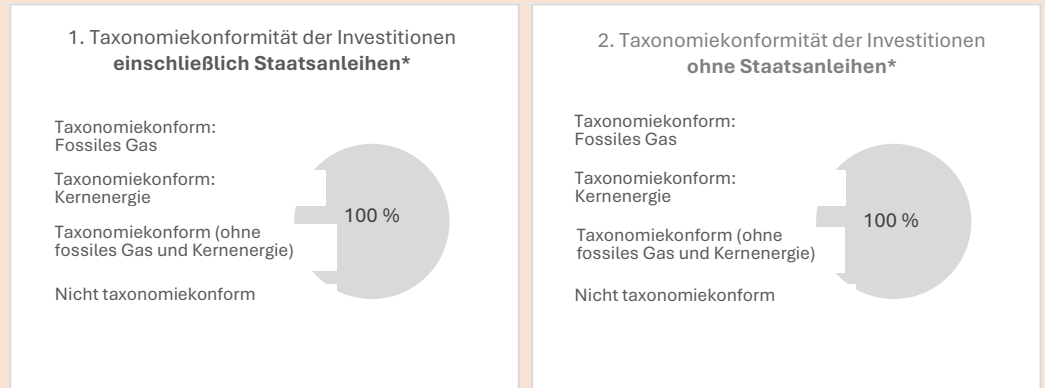 1. Taxonomiekonformität der Investitionen
einschließlich Staatsanleihen*
Taxonomiekonform:
Fossiles Gas
Taxonomiekonform:
Kernenergie
Taxonomiekonform (ohne
fossiles Gas und Kernenergie)
Nicht taxonomiekonform
100 %
2. Taxonomiekonformität der Investitionen
ohne Staatsanleihen*
Taxonomiekonform:
Fossiles Gas
Taxonomiekonform:
Kernenergie
Taxonomiekonform (ohne
fossiles Gas und Kernenergie)
Nicht taxonomiekonform
100 %